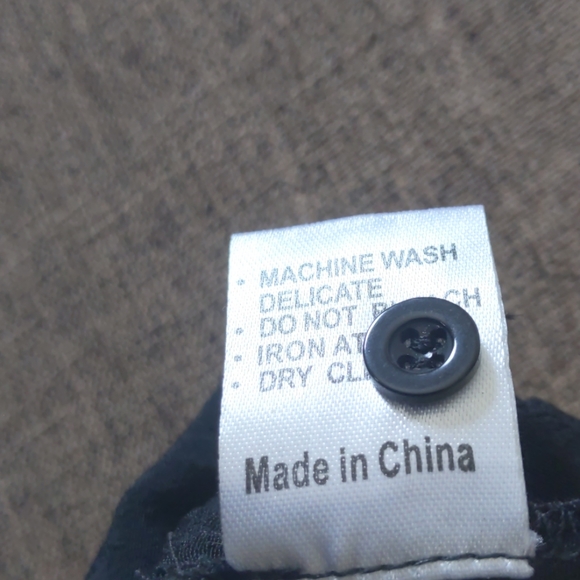 • MACHINE WASH
DELICATE
• DO NOT
• IRON AT
• DRY
Made in China